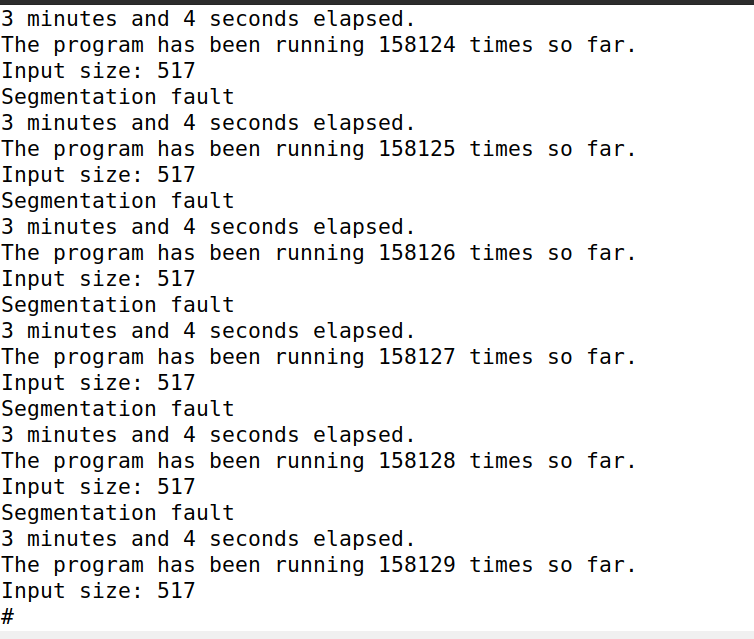 3 minutes and 4 seconds elapsed.
The program has been running 158124 times so far.
Input size: 517
Segmentation fault
3 minutes and 4 seconds elapsed.
The program has been running 158125 times so far.
Input size: 517
Segmentation fault
3 minutes and 4 seconds elapsed.
The program has been running 158126 times so far.
Input size: 517
Segmentation fault
3 minutes and 4 seconds elapsed.
The program has been running 158127 times so far.
Input size: 517
Segmentation fault
3 minutes and 4 seconds elapsed.
The program has been running 158128 times so far.
Input size: 517
Segmentation fault
3 minutes and 4 seconds elapsed.
The program has been running 158129 times so far.
Input size: 517
#